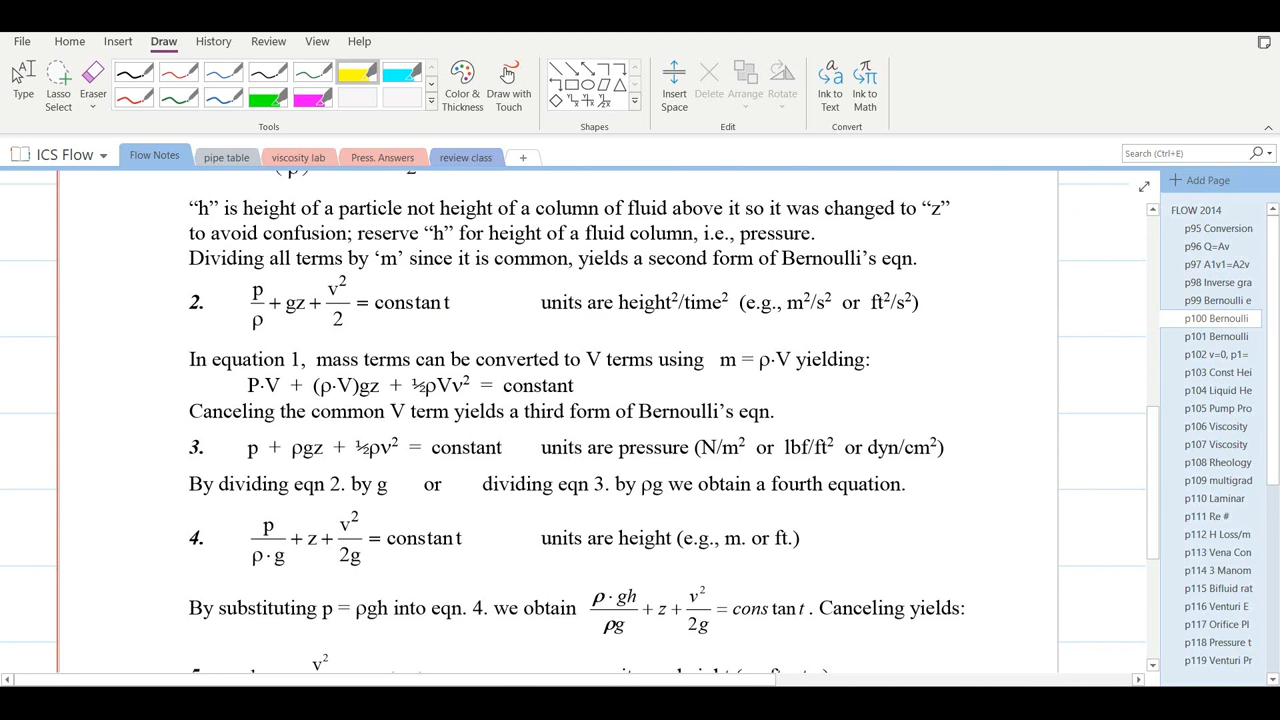 File Home Insert Draw History Review View Help
Type Lasso Select Eraser Color & Thickness Draw with Touch Insert Space Delete Arrange Rotate Ink to Text Ink to Math
Tools Shapes Edit Convert
ICS Flow Flow Notes pipe table viscosity lab Press. Answers review class + Search (Ctrl+E)
“h” is height of a particle not height of a column of fluid above it so it was changed to “z”
to avoid confusion; reserve “h” for height of a fluid column, i.e., pressure.
Dividing all terms by ‘m’ since it is common, yields a second form of Bernoulli’s eqn.
2. p/ρ + gz + v²/2 = constant units are height²/time² (e.g., m²/s² or ft²/s²)
In equation 1, mass terms can be converted to V terms using m = ρ·V yielding:
P·V + (ρ·V)gz + ½ρVv² = constant
Canceling the common V term yields a third form of Bernoulli’s eqn.
3. p + ρgz + ½ρv² = constant units are pressure (N/m² or lbf/ft² or dyn/cm²)
By dividing eqn 2. by g or dividing eqn 3. by ρg we obtain a fourth equation.
4. p/ρ·g + z + v²/2g = constant units are height (e.g., m. or ft.)
By substituting p = ρgh into eqn. 4. we obtain ρ·gh/ρg + z + v²/2g = constant. Canceling yields:
v²
Add Page
FLOW 2014
p95 Conversion
p96 Q=Av
p97 A1v1=A2v
p98 Inverse gra
p99 Bernoulli e
p100 Bernoulli
p101 Bernoulli
p102 v=0, p1=
p103 Const Hei
p104 Liquid He
p105 Pump Pro
p106 Viscosity
p107 Viscosity
p108 Rheology
p109 multigrad
p110 Laminar
p111 Re #
p112 H Loss/m
p113 Vena Con
p114 3 Manom
p115 Bifluid rat
p116 Venturi E
p117 Orifice Pl
p118 Pressure t
p119 Venturi Pr